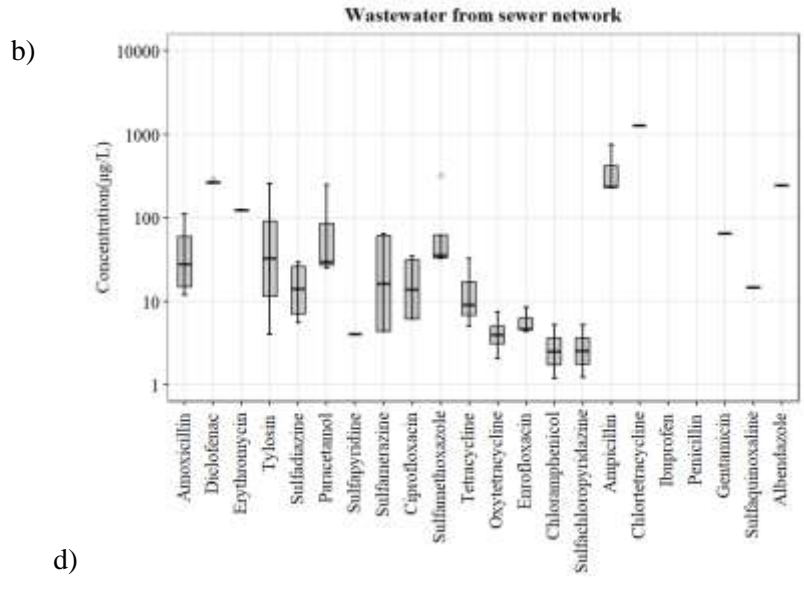 Wastewater from sewer network
b)
10000
1000
100
10
1
Concentration(µg/L)
Amoxicillin
Diclofenac
Erythromycin
Tylosin
Sulfadiazine
Paracetamol
Sulfapyridine
Sulfamerazine
Ciprofloxacin
Sulfamethoxazole
Tetracycline
Oxytetracycline
Enrofloxacin
Chloramphenicol
Sulfachloropyridazine
Ampicillin
Chlortetracycline
Ibuprofen
Penicillin
Gentamicin
Sulfaquinoxaline
Albendazole
d)